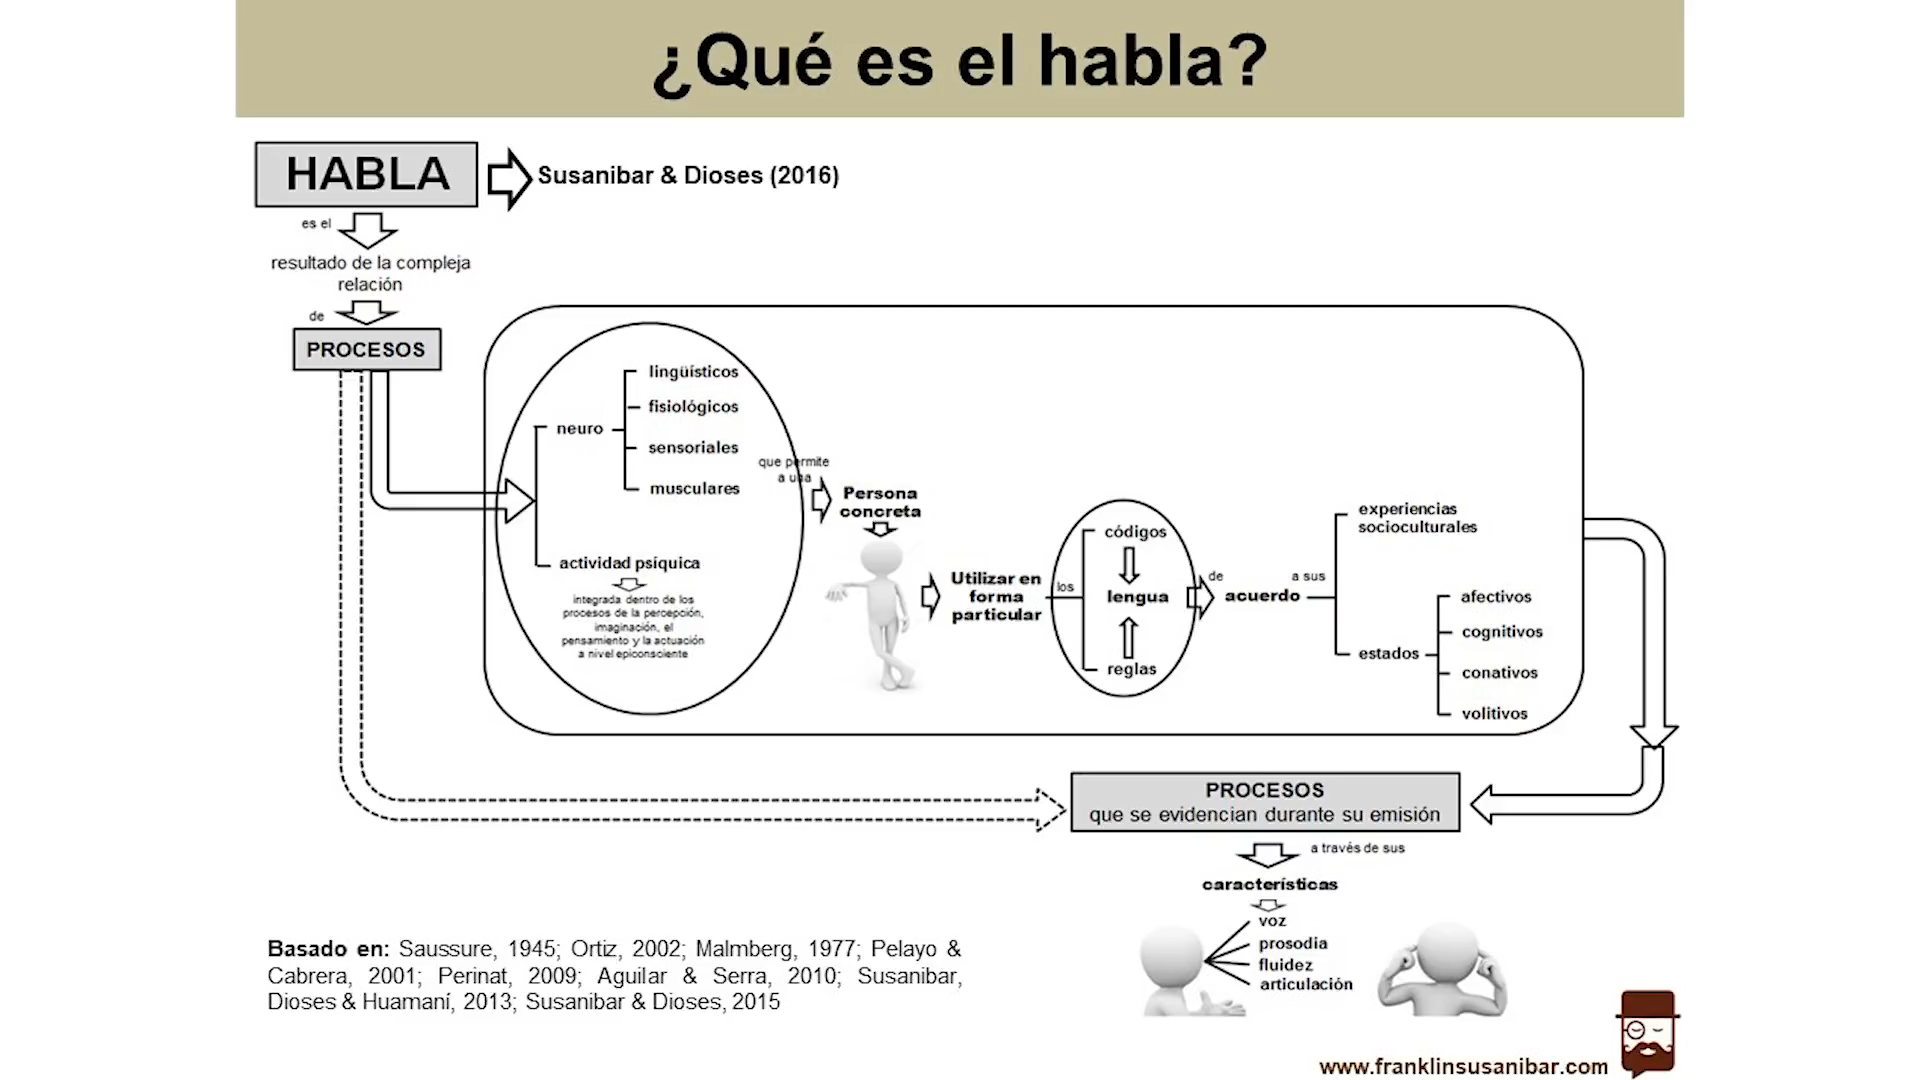 ¿Qué es el habla?
HABLA
Susanibar & Dioses (2016)
es el
resultado de la compleja
relación
de
PROCESOS
neuro
lingüísticos
fisiológicos
sensoriales
musculares
actividad psíquica
integrada dentro de los
procesos de la percepción,
imaginación, el
pensamiento y la actuación
a nivel epiconsciente
que permite
a una
Persona
concreta
Utilizar en
forma
particular
los
códigos
lengua
reglas
de
acuerdo
a sus
experiencias
socioculturales
estados
afectivos
cognitivos
conativos
volitivos
PROCESOS
que se evidencian durante su emisión
a través de sus
características
voz
prosodia
fluidez
articulación
Basado en: Saussure, 1945; Ortiz, 2002; Malmberg, 1977; Pelayo &
Cabrera, 2001; Perinat, 2009; Aguilar & Serra, 2010; Susanibar,
Dioses & Huamaní, 2013; Susanibar & Dioses, 2015
www.franklinsusanibar.com